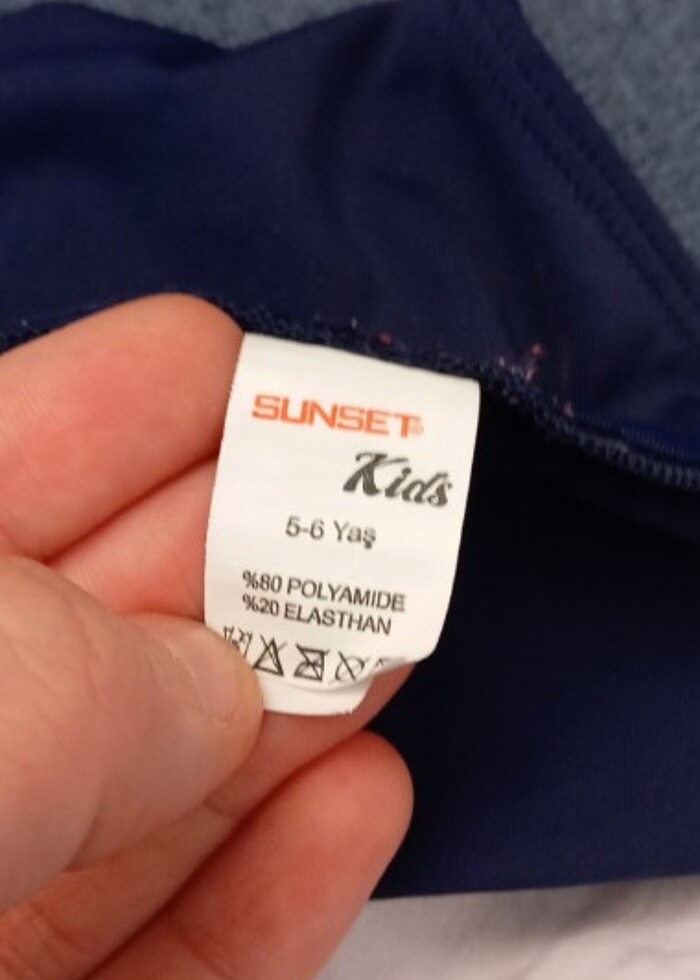 SUNSET®
Kids
5-6 Yaş
%80 POLYAMIDE
%20 ELASTHAN